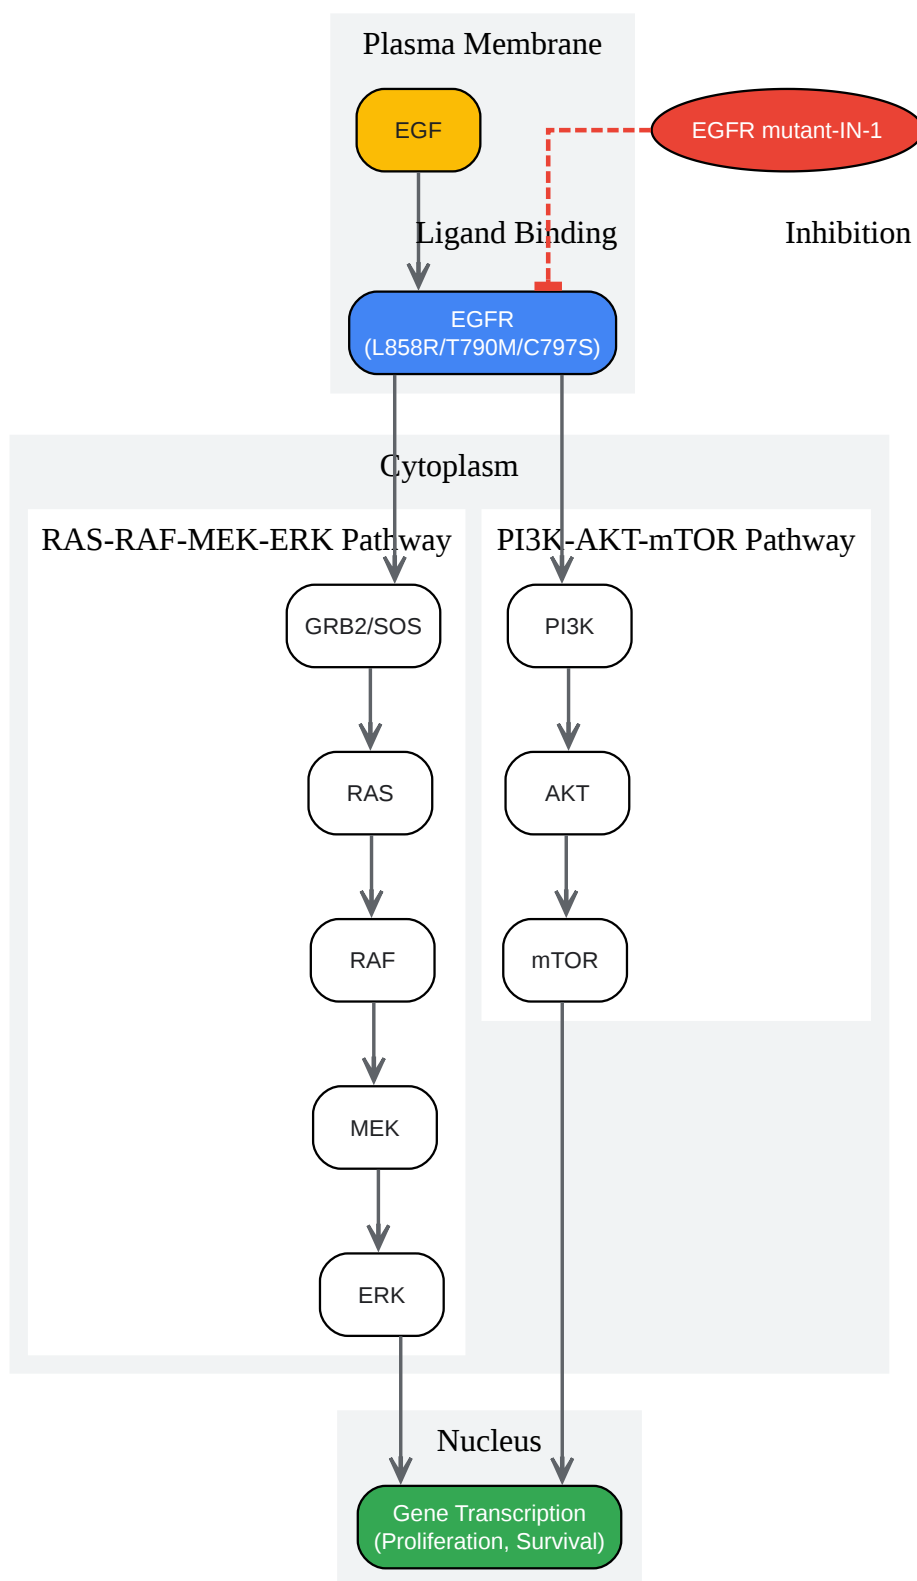 Plasma Membrane
EGF
EGFR mutant-IN-1
Ligand Binding
Inhibition
EGFR
(L858R/T790M/C797S)
Cytoplasm
RAS-RAF-MEK-ERK Pathway
PI3K-AKT-mTOR Pathway
GRB2/SOS
PI3K
RAS
AKT
RAF
mTOR
MEK
ERK
Nucleus
Gene Transcription
(Proliferation, Survival)